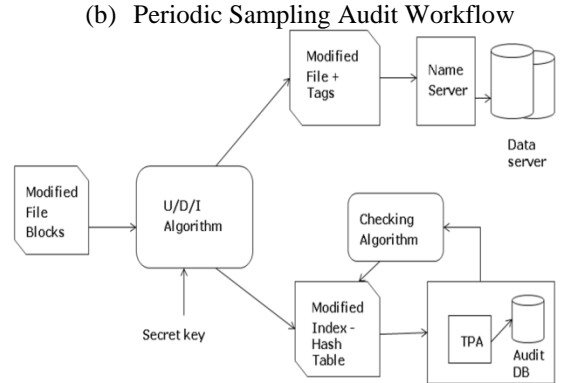 (b) Periodic Sampling Audit Workflow
Modified
File +
Tags
Name
Server
Data
server
Modified
File
Blocks
U/D/I
Algorithm
Checking
Algorithm
Secret key
Modified
Index -
Hash
Table
TPA
Audit
DB